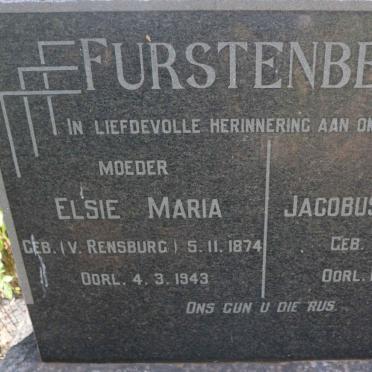 FURSTENBE
IN LIEFDEVOLLE HERINNERING AAN ON
MOEDER
ELSIE MARIA JACOBUS
GEB. (V. RENSBURG) 5.11.1874 GEB.
OORL. 4.3.1943 OORL.
ONS GUN U DIE RUS.